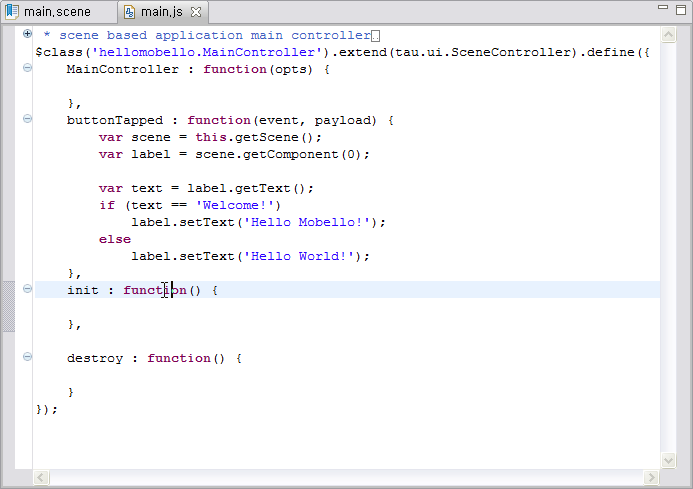 main.scene
main.js
* scene based application main controller
$class('hellomobello.MainController').extend(tau.ui.SceneController).define({
    MainController : function(opts) {

    },
    buttonTapped : function(event, payload) {
        var scene = this.getScene();
        var label = scene.getComponent(0);

        var text = label.getText();
        if (text == 'Welcome!')
            label.setText('Hello Mobello!');
        else
            label.setText('Hello World!');
    },
    init : function() {

    },

    destroy : function() {

    }
});